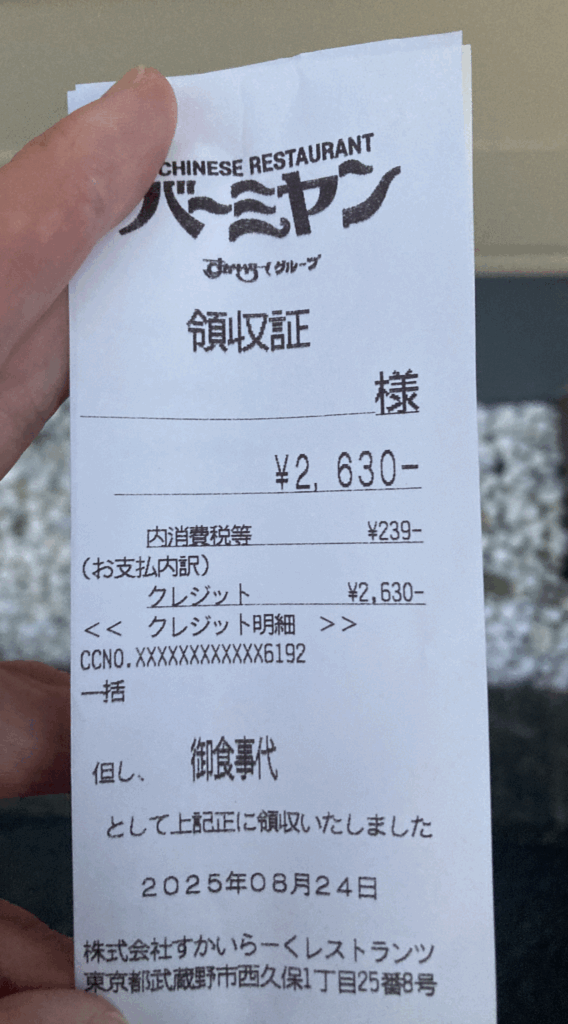 CHINESE RESTAURANT
バーミヤン
すかいらーくグループ
領収証
様
¥2,630-
内消費税等 ¥239-
(お支払内訳)
クレジット ¥2,630-
<< クレジット明細 >>
CCNO.XXXXXXXXXXXX6192
一括
但し、 御食事代
として上記正に領収いたしました
2025年08月24日
株式会社すかいらーくレストランツ
東京都武蔵野市西久保1丁目25番8号